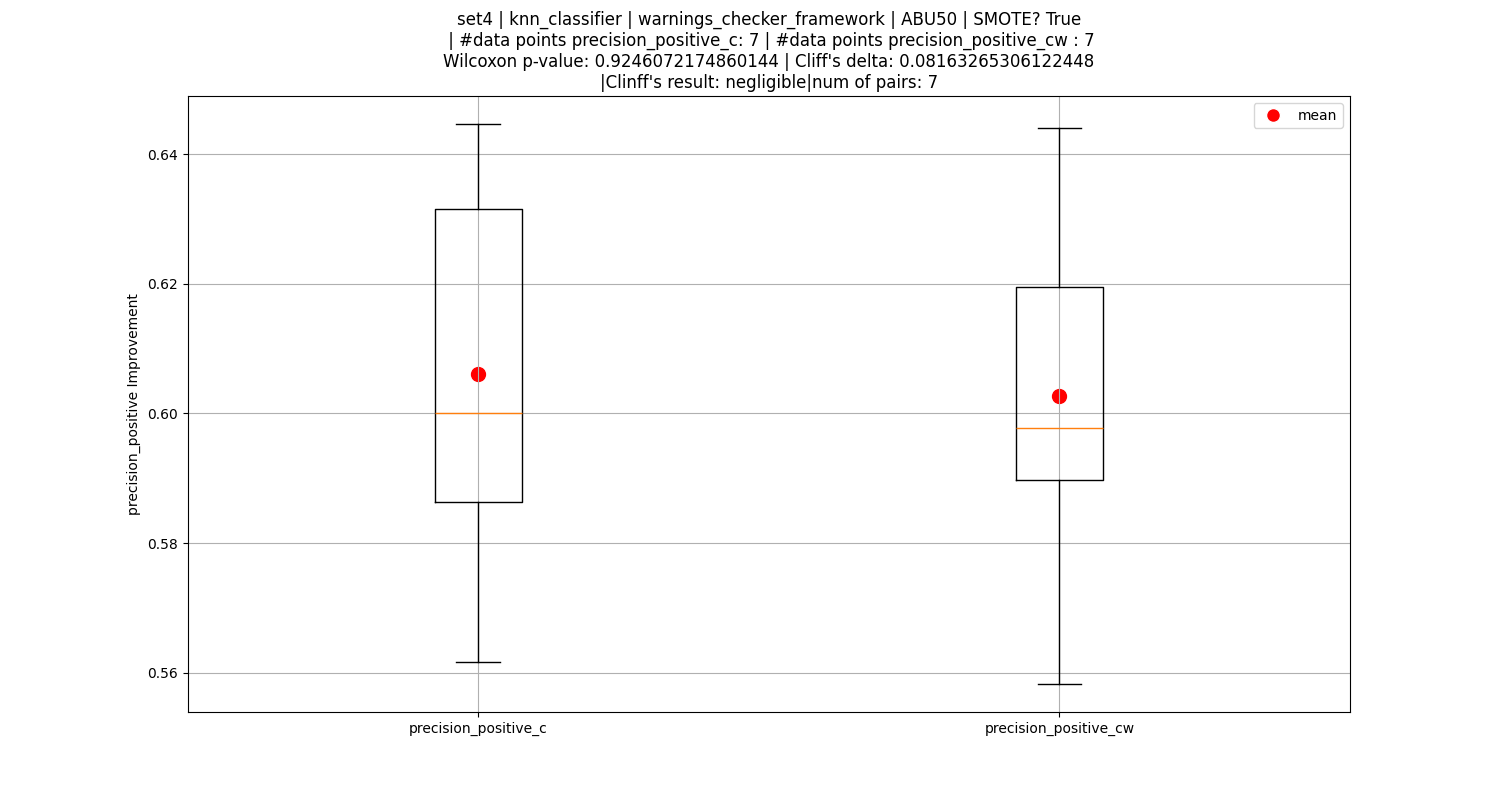 set4 | knn_classifier | warnings_checker_framework | ABU50 | SMOTE? True
| #data points precision_positive_c: 7 | #data points precision_positive_cw : 7
Wilcoxon p-value: 0.9246072174860144 | Cliff's delta: 0.08163265306122448
|Clinff's result: negligible|num of pairs: 7
mean
precision_positive Improvement
0.64
0.62
0.60
0.58
0.56
precision_positive_c
precision_positive_cw